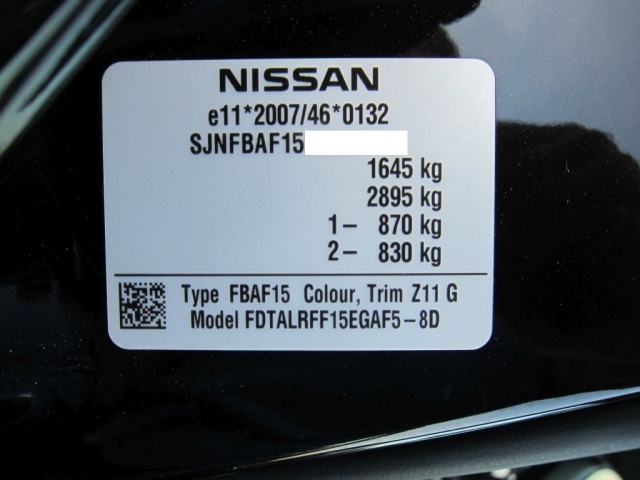 NISSAN
e11*2007/46*0132
SJNFBAF15
1645 kg
2895 kg
1– 870 kg
2– 830 kg
Type FBAF15 Colour, Trim Z11 G
Model FDTALRFF15EGAF5–8D